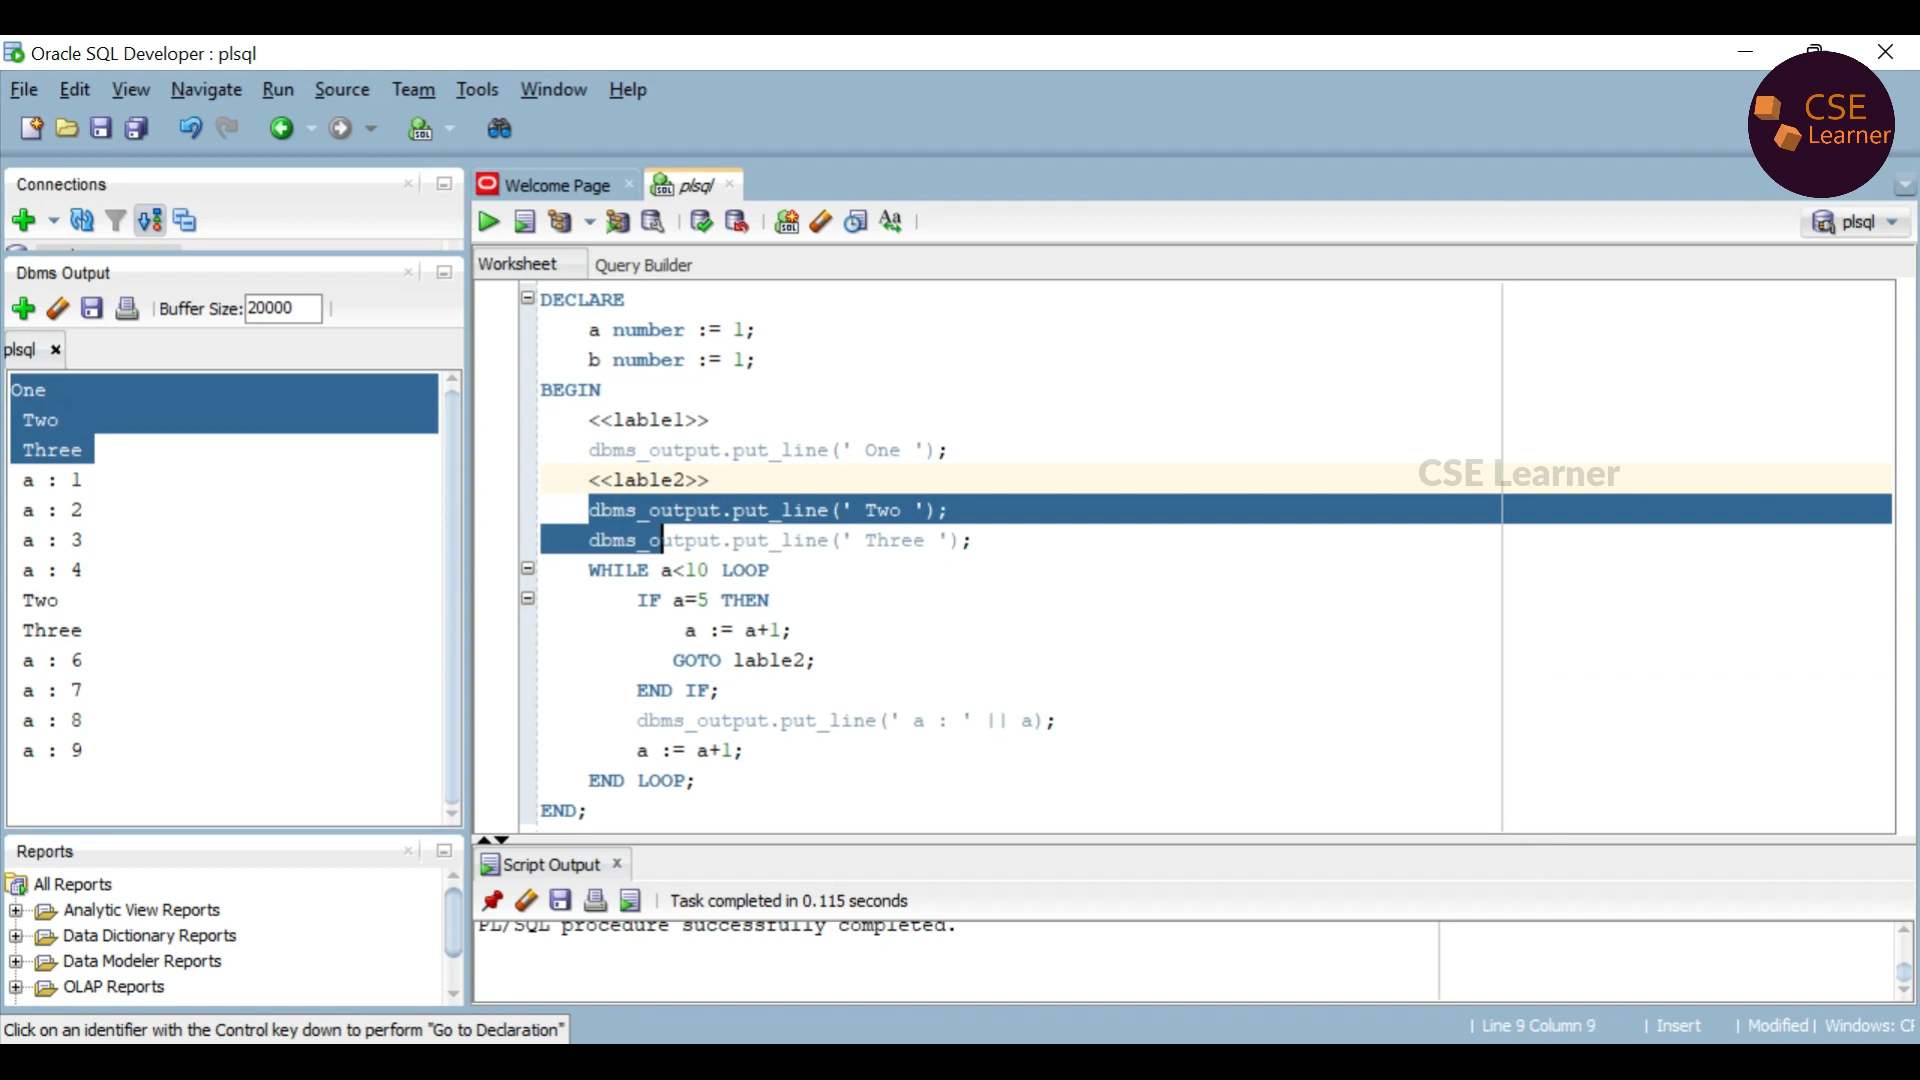 Oracle SQL Developer : plsql
File Edit View Navigate Run Source Team Tools Window Help
CSE
Learner
Connections
Welcome Page
plsql
plsql
Dbms Output
Buffer Size: 20000
plsql
One
Two
Three
a : 1
a : 2
a : 3
a : 4
Two
Three
a : 6
a : 7
a : 8
a : 9
Worksheet Query Builder
DECLARE
a number := 1;
b number := 1;
BEGIN
<<lable1>>
dbms_output.put_line(' One ');
<<lable2>>
CSE Learner
dbms_output.put_line(' Two ');
dbms_output.put_line(' Three ');
WHILE a<10 LOOP
IF a=5 THEN
a := a+1;
GOTO lable2;
END IF;
dbms_output.put_line(' a : ' || a);
a := a+1;
END LOOP;
END;
Reports
All Reports
Analytic View Reports
Data Dictionary Reports
Data Modeler Reports
OLAP Reports
Script Output
Task completed in 0.115 seconds
PL/SQL procedure successfully completed.
Click on an identifier with the Control key down to perform "Go to Declaration"
| Line 9 Column 9 | Insert | Modified | Windows: CF